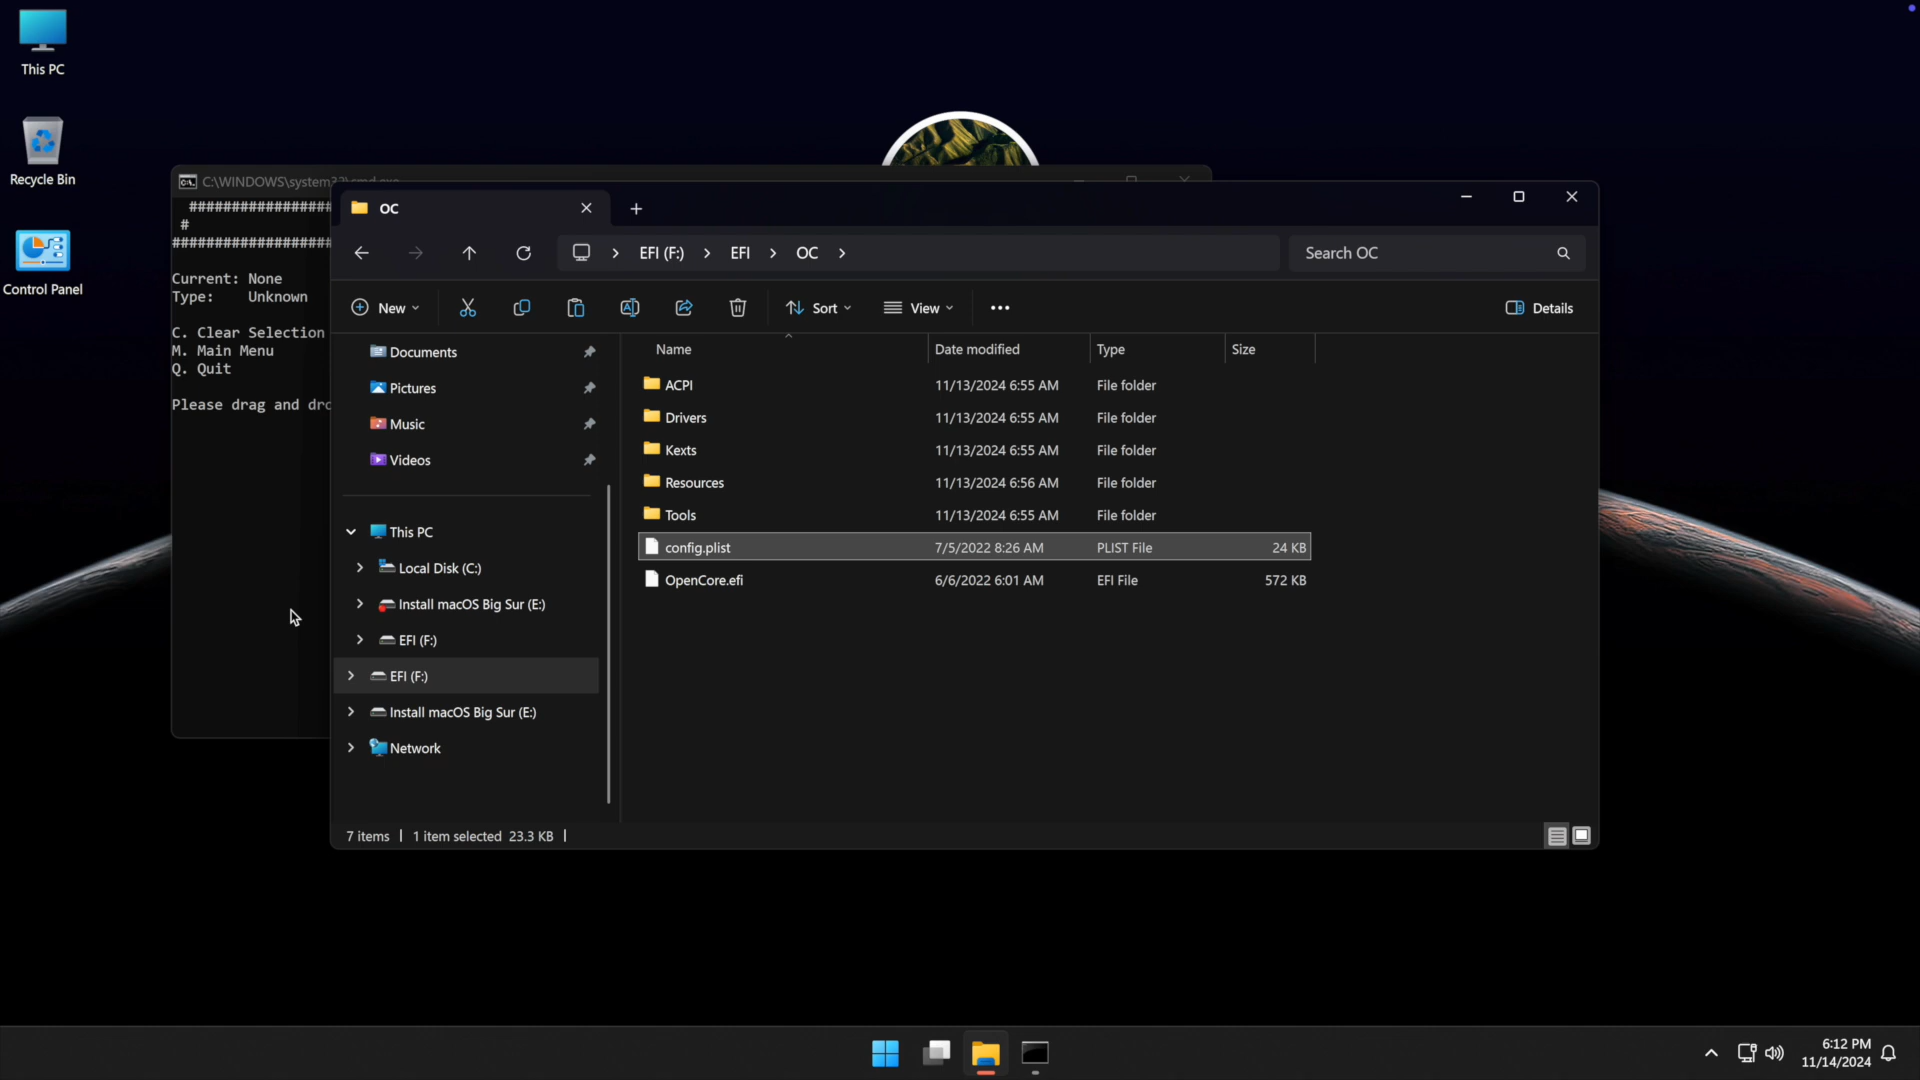 This PC
Recycle Bin
Control Panel
C:\WINDOWS\system32\cmd.exe
#################
#
###################
Current: None
Type:    Unknown
C. Clear Selection
M. Main Menu
Q. Quit
Please drag and dro
OC
EFI (F:) > EFI > OC >
Search OC
New
Sort
View
Details
Documents
Pictures
Music
Videos
This PC
Local Disk (C:)
Install macOS Big Sur (E:)
EFI (F:)
EFI (F:)
Install macOS Big Sur (E:)
Network
Name Date modified Type Size
ACPI 11/13/2024 6:55 AM File folder
Drivers 11/13/2024 6:55 AM File folder
Kexts 11/13/2024 6:55 AM File folder
Resources 11/13/2024 6:56 AM File folder
Tools 11/13/2024 6:55 AM File folder
config.plist 7/5/2022 8:26 AM PLIST File 24 KB
OpenCore.efi 6/6/2022 6:01 AM EFI File 572 KB
7 items | 1 item selected 23.3 KB |
6:12 PM
11/14/2024